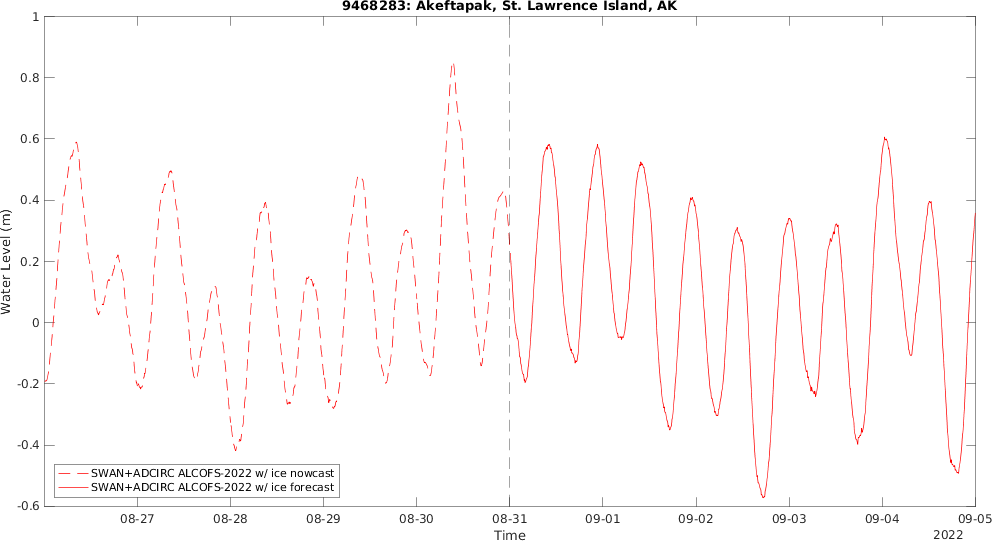 9468283: Akeftapak, St. Lawrence Island, AK
1
0.8
0.6
0.4
0.2
0
-0.2
-0.4
-0.6
Water Level (m)
SWAN+ADCIRC ALCOFS-2022 w/ ice nowcast
SWAN+ADCIRC ALCOFS-2022 w/ ice forecast
08-27 08-28 08-29 08-30 08-31 09-01 09-02 09-03 09-04 09-05
Time
2022